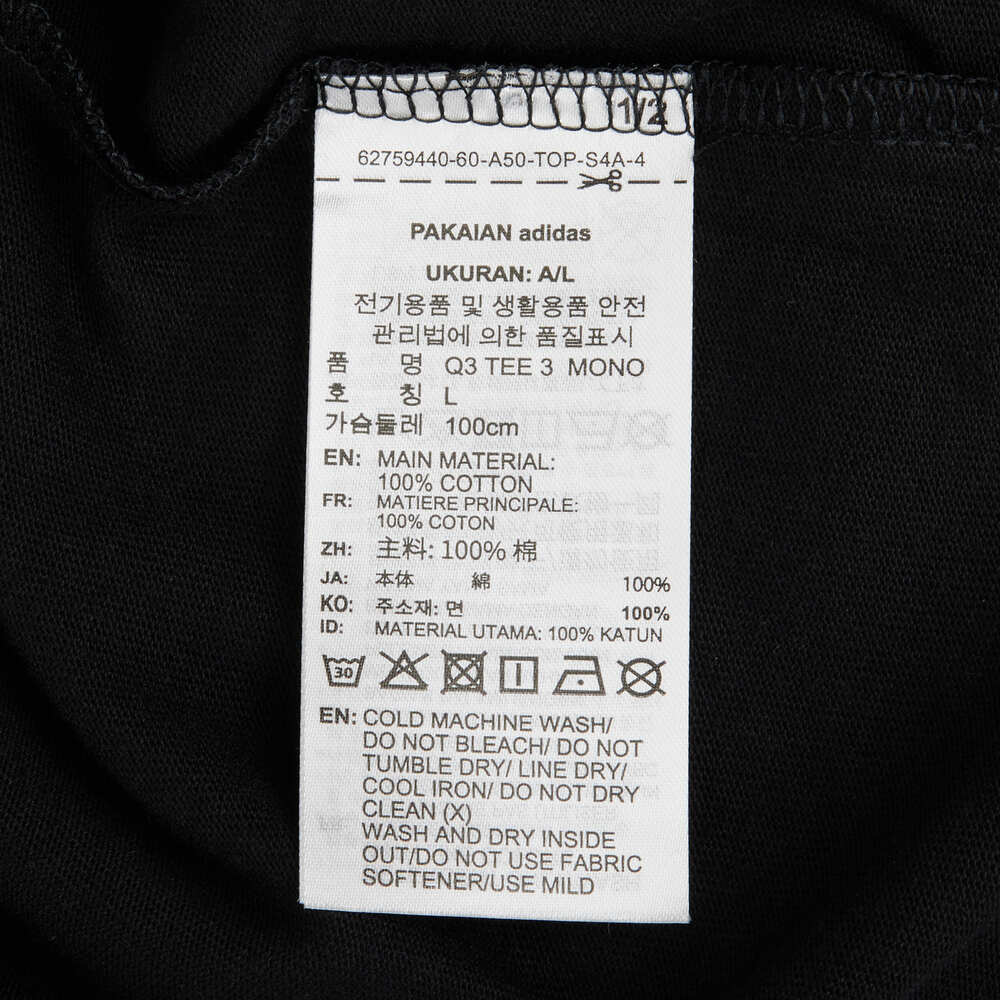 1/2
62759440-60-A50-TOP-S4A-4
PAKAIAN adidas
UKURAN: A/L
전기용품 및 생활용품 안전
관리법에 의한 품질표시
품 명 Q3 TEE 3 MONO
호 칭 L
가슴둘레 100cm
EN: MAIN MATERIAL:
100% COTTON
FR: MATIERE PRINCIPALE:
100% COTON
ZH: 主料: 100% 棉
JA: 本体 綿 100%
KO: 주소재: 면 100%
ID: MATERIAL UTAMA: 100% KATUN
30
EN: COLD MACHINE WASH/
DO NOT BLEACH/ DO NOT
TUMBLE DRY/ LINE DRY/
COOL IRON/ DO NOT DRY
CLEAN (X)
WASH AND DRY INSIDE
OUT/DO NOT USE FABRIC
SOFTENER/USE MILD